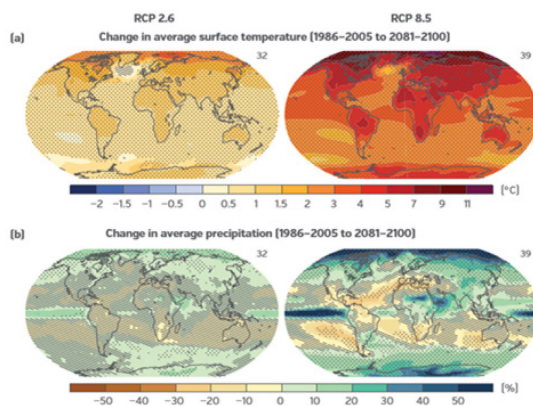 RCP 2.6 RCP 8.5
(a) Change in average surface temperature (1986–2005 to 2081–2100)
32 39
−2 −1.5 −1 −0.5 0 0.5 1 1.5 2 3 4 5 7 9 11 (°C)
(b) Change in average precipitation (1986–2005 to 2081–2100)
32 39
−50 −40 −30 −20 −10 0 10 20 30 40 50 (%)